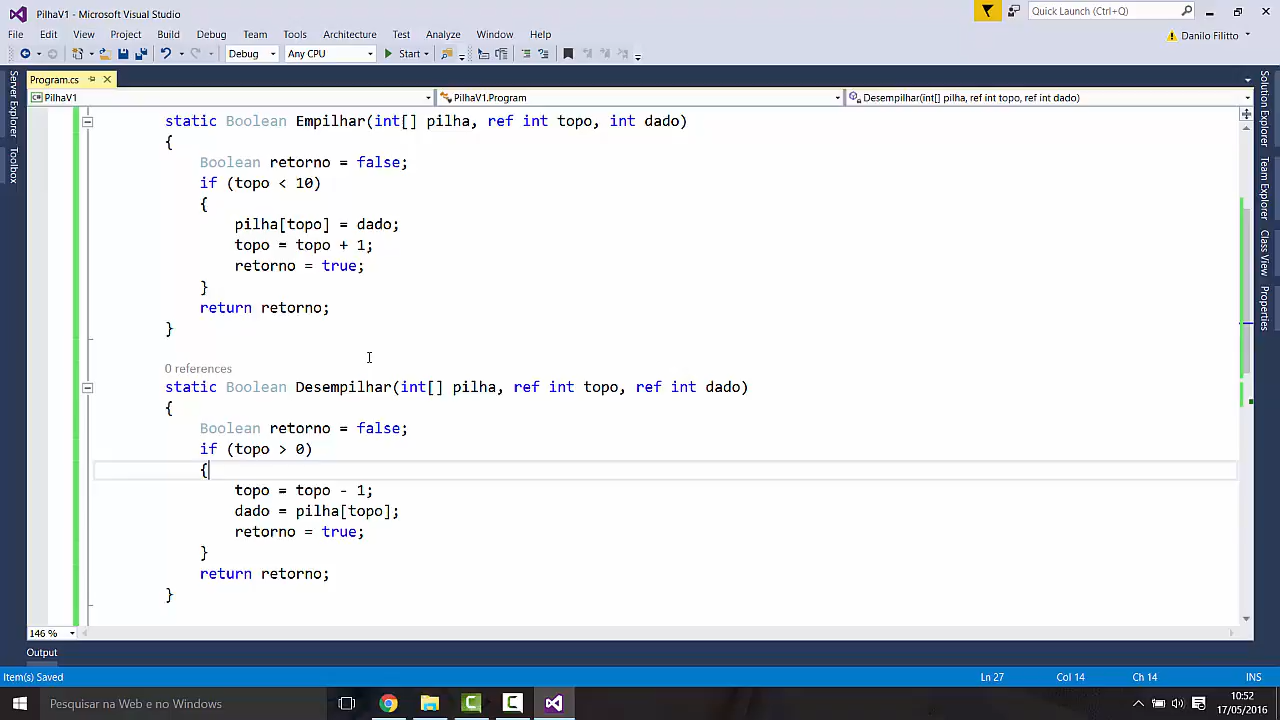 PilhaV1 - Microsoft Visual Studio
Quick Launch (Ctrl+Q)
File Edit View Project Build Debug Team Tools Architecture Test Analyze Window Help
Danilo Filitto
Debug Any CPU Start
Program.cs
PilhaV1 PilhaV1.Program Desempilhar(int[] pilha, ref int topo, ref int dado)
Server Explorer
Toolbox
static Boolean Empilhar(int[] pilha, ref int topo, int dado)
{
Boolean retorno = false;
if (topo < 10)
{
pilha[topo] = dado;
topo = topo + 1;
retorno = true;
}
return retorno;
}
0 references
static Boolean Desempilhar(int[] pilha, ref int topo, ref int dado)
{
Boolean retorno = false;
if (topo > 0)
{
topo = topo - 1;
dado = pilha[topo];
retorno = true;
}
return retorno;
}
Solution Explorer
Team Explorer
Class View
Properties
146 %
Output
Item(s) Saved Ln 27 Col 14 Ch 14 INS
Pesquisar na Web e no Windows
10:52
17/05/2016